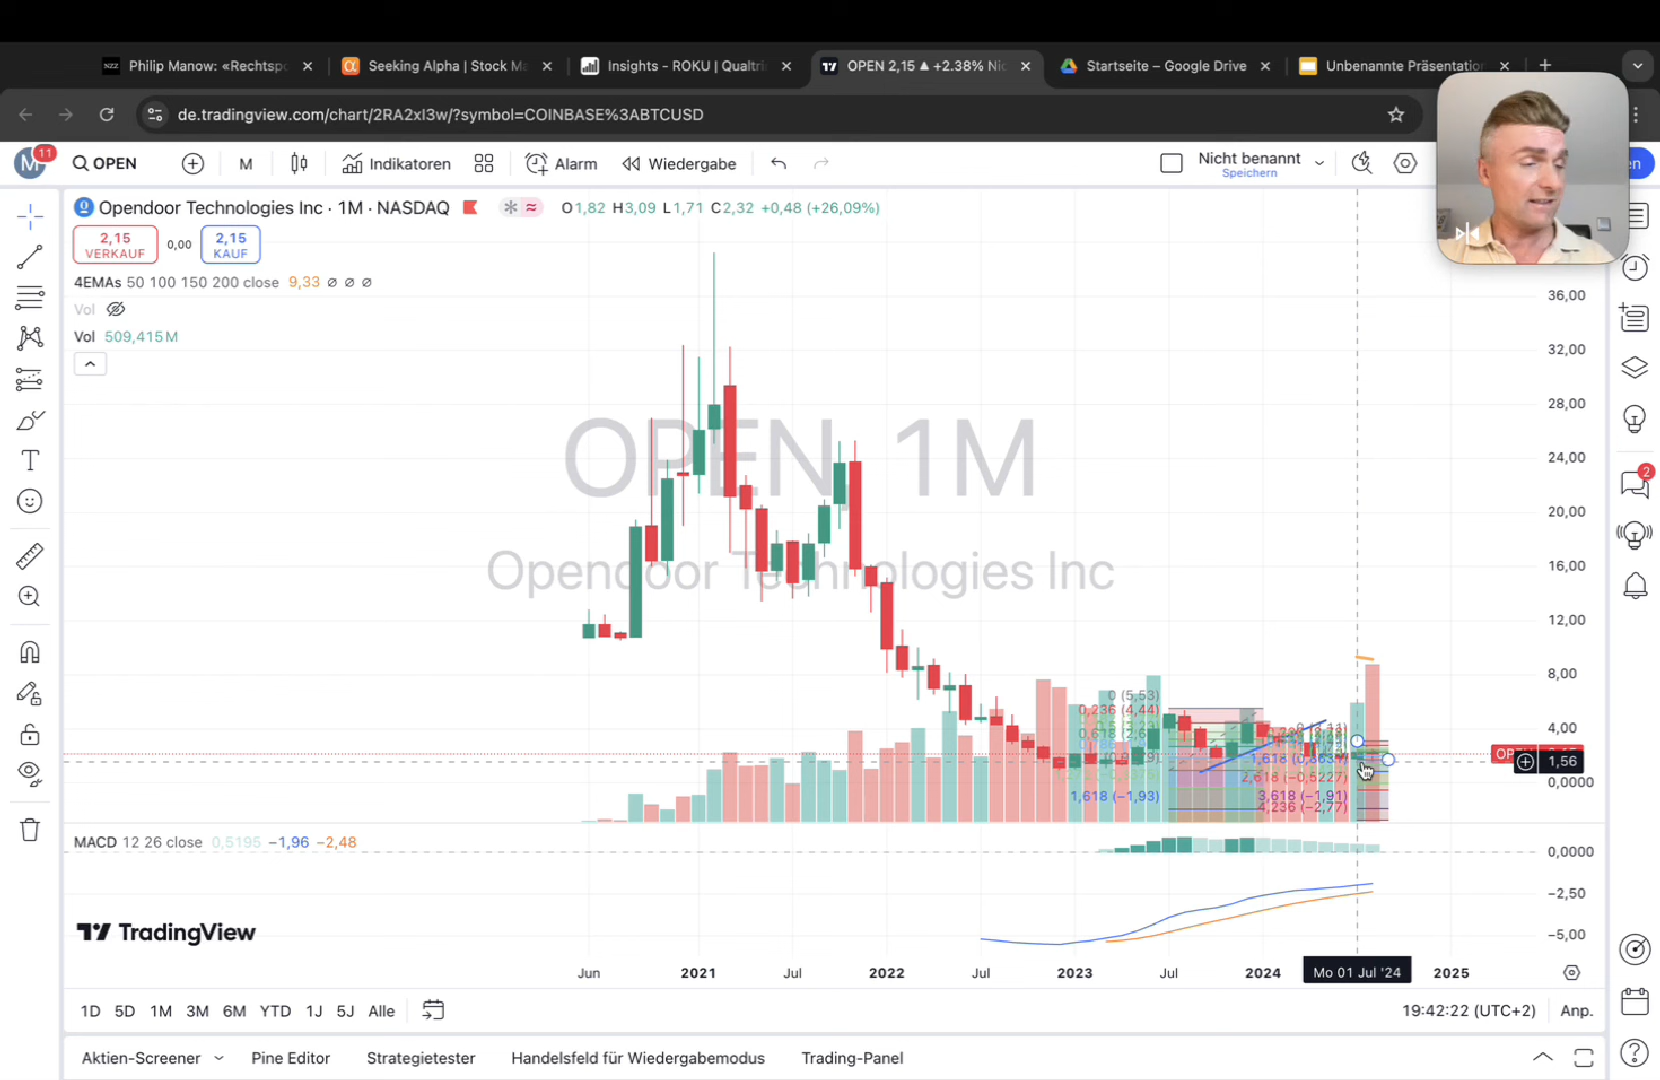 NZZ Philip Manow: «Rechtsp
Seeking Alpha | Stock Ma
Insights - ROKU | Qualtri
OPEN 2,15 ▲ +2.38% Nic
Startseite – Google Drive
Unbenannte Präsentation
de.tradingview.com/chart/2RA2xI3w/?symbol=COINBASE%3ABTCUSD
M 11
OPEN
M
Indikatoren
Alarm
Wiedergabe
Nicht benannt
Speichern
en
Opendoor Technologies Inc · 1M · NASDAQ
O1,82 H3,09 L1,71 C2,32 +0,48 (+26,09%)
2,15
VERKAUF
0,00
2,15
KAUF
4EMAs 50 100 150 200 close 9,33 ∅ ∅ ∅
Vol
Vol 509,415M
OPEN, 1M
Opendoor Technologies Inc
36,00
32,00
28,00
24,00
20,00
16,00
12,00
8,00
4,00
0,0000
0 (5,53)
0,236 (4,44)
1,618 (−1,93)
2,618 (−0,5227)
3,618 (−1,91)
4,236 (−2,77)
1,56
MACD 12 26 close 0,5195 −1,96 −2,48
0,0000
−2,50
−5,00
TradingView
Jun
2021
Jul
2022
Jul
2023
Jul
2024
Mo 01 Jul '24
2025
1D 5D 1M 3M 6M YTD 1J 5J Alle
19:42:22 (UTC+2)
Anp.
Aktien-Screener
Pine Editor
Strategietester
Handelsfeld für Wiedergabemodus
Trading-Panel
2